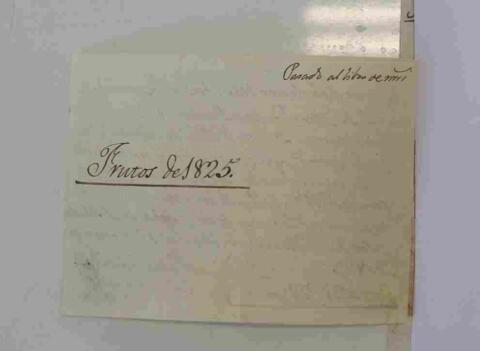 Pasado al libro de
Frutos de 1825.